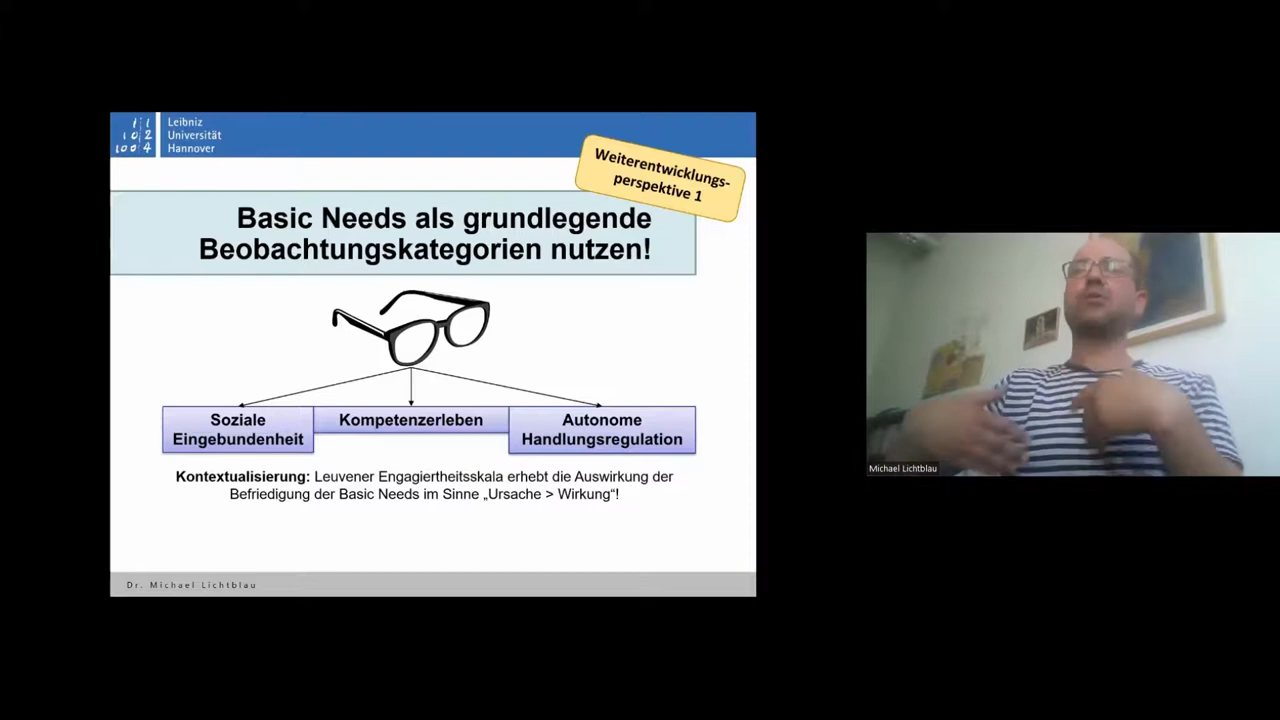 Leibniz
Universität
Hannover
Weiterentwicklungs-
perspektive 1
Basic Needs als grundlegende
Beobachtungskategorien nutzen!
Soziale
Eingebundenheit
Kompetenzerleben
Autonome
Handlungsregulation
Kontextualisierung: Leuvener Engagiertheitsskala erhebt die Auswirkung der
Befriedigung der Basic Needs im Sinne „Ursache > Wirkung“!
Dr. Michael Lichtblau
Michael Lichtblau